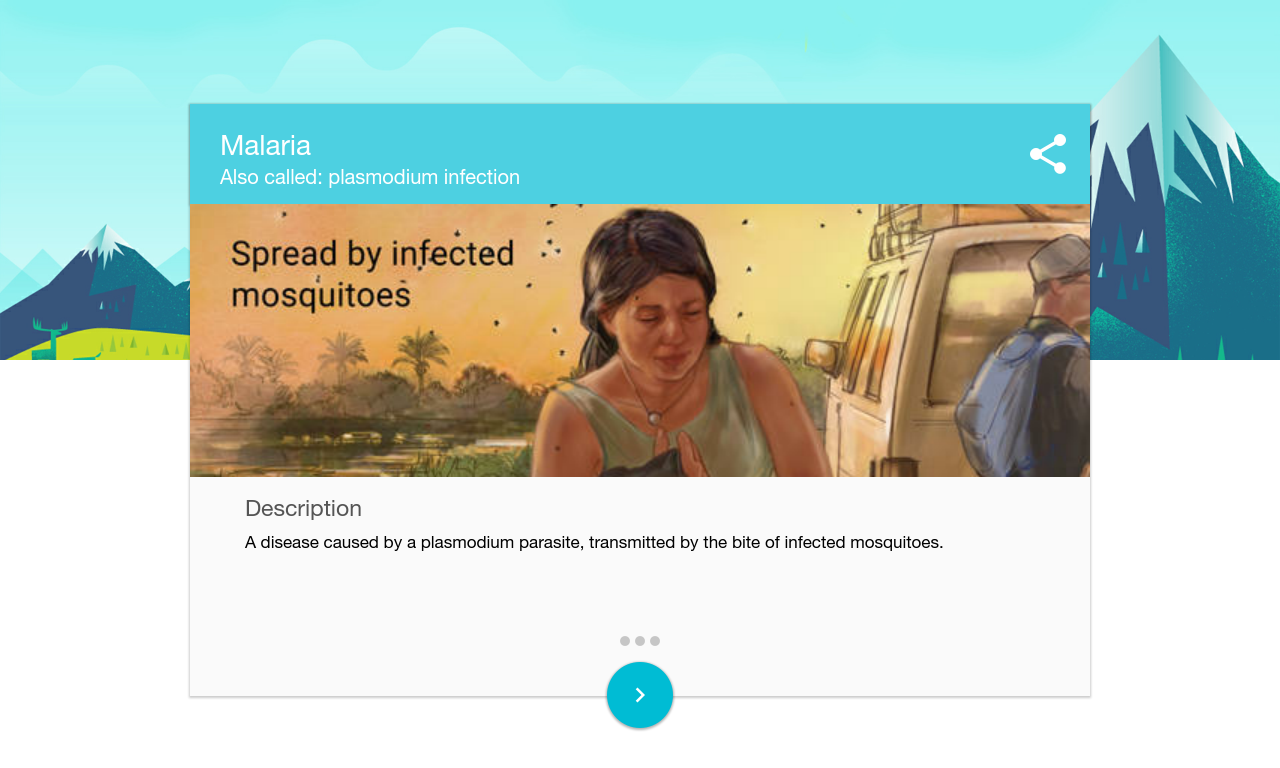 Malaria
Also called: plasmodium infection
Spread by infected
mosquitoes
Description
A disease caused by a plasmodium parasite, transmitted by the bite of infected mosquitoes.